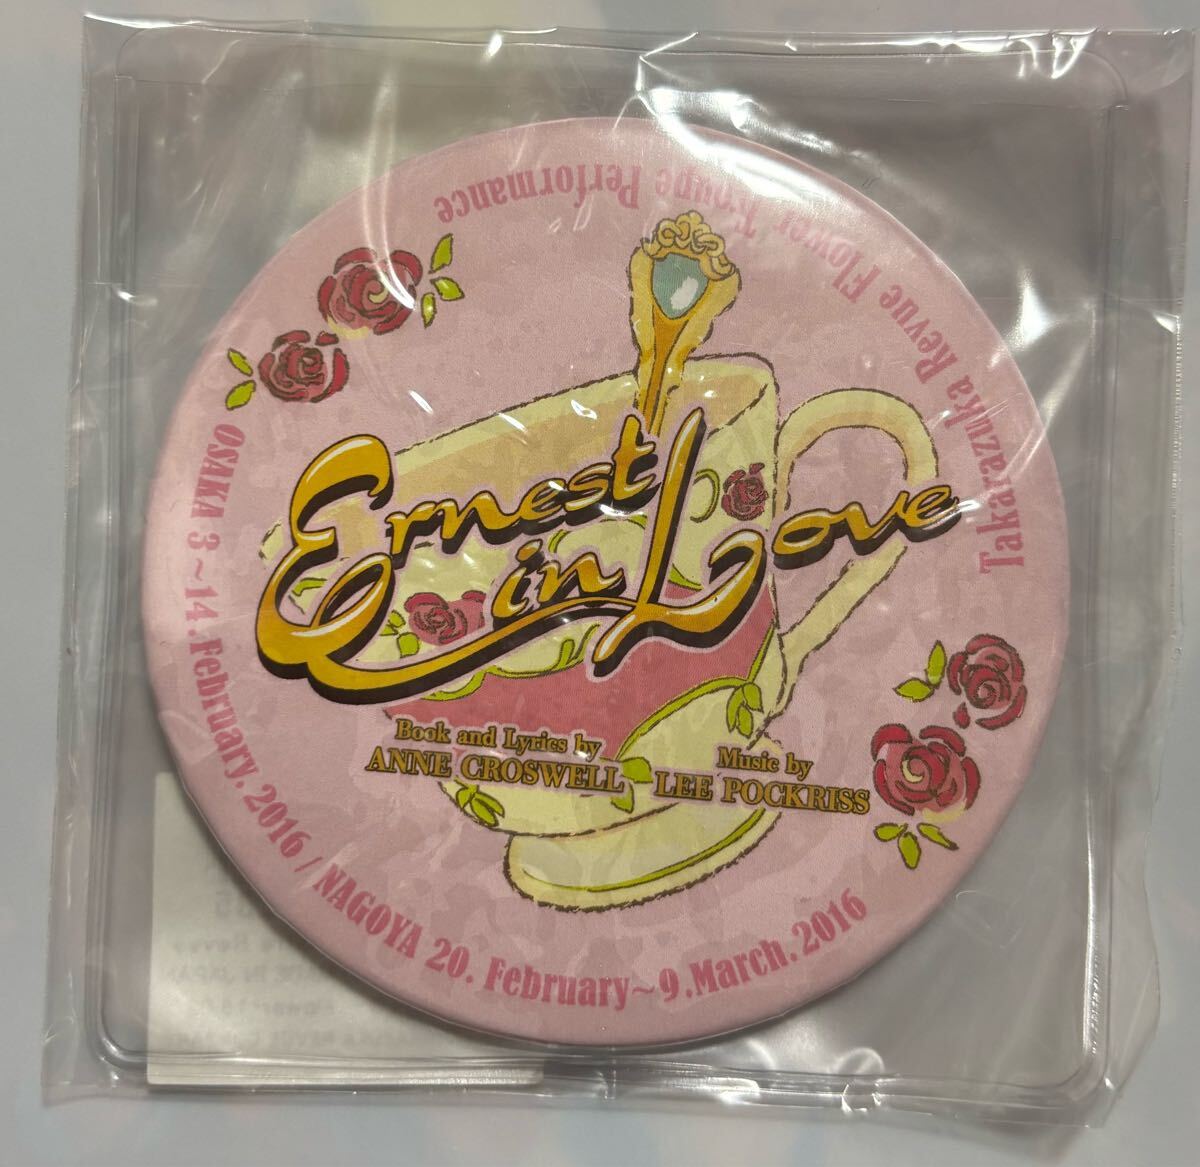 Takarazuka Revue Flower Troupe Performance
Ernest
in Love
Book and Lyrics by
ANNE CROSWELL
Music by
LEE POCKRISS
OSAKA 3~14.February.2016 / NAGOYA 20. February~9.March.2016